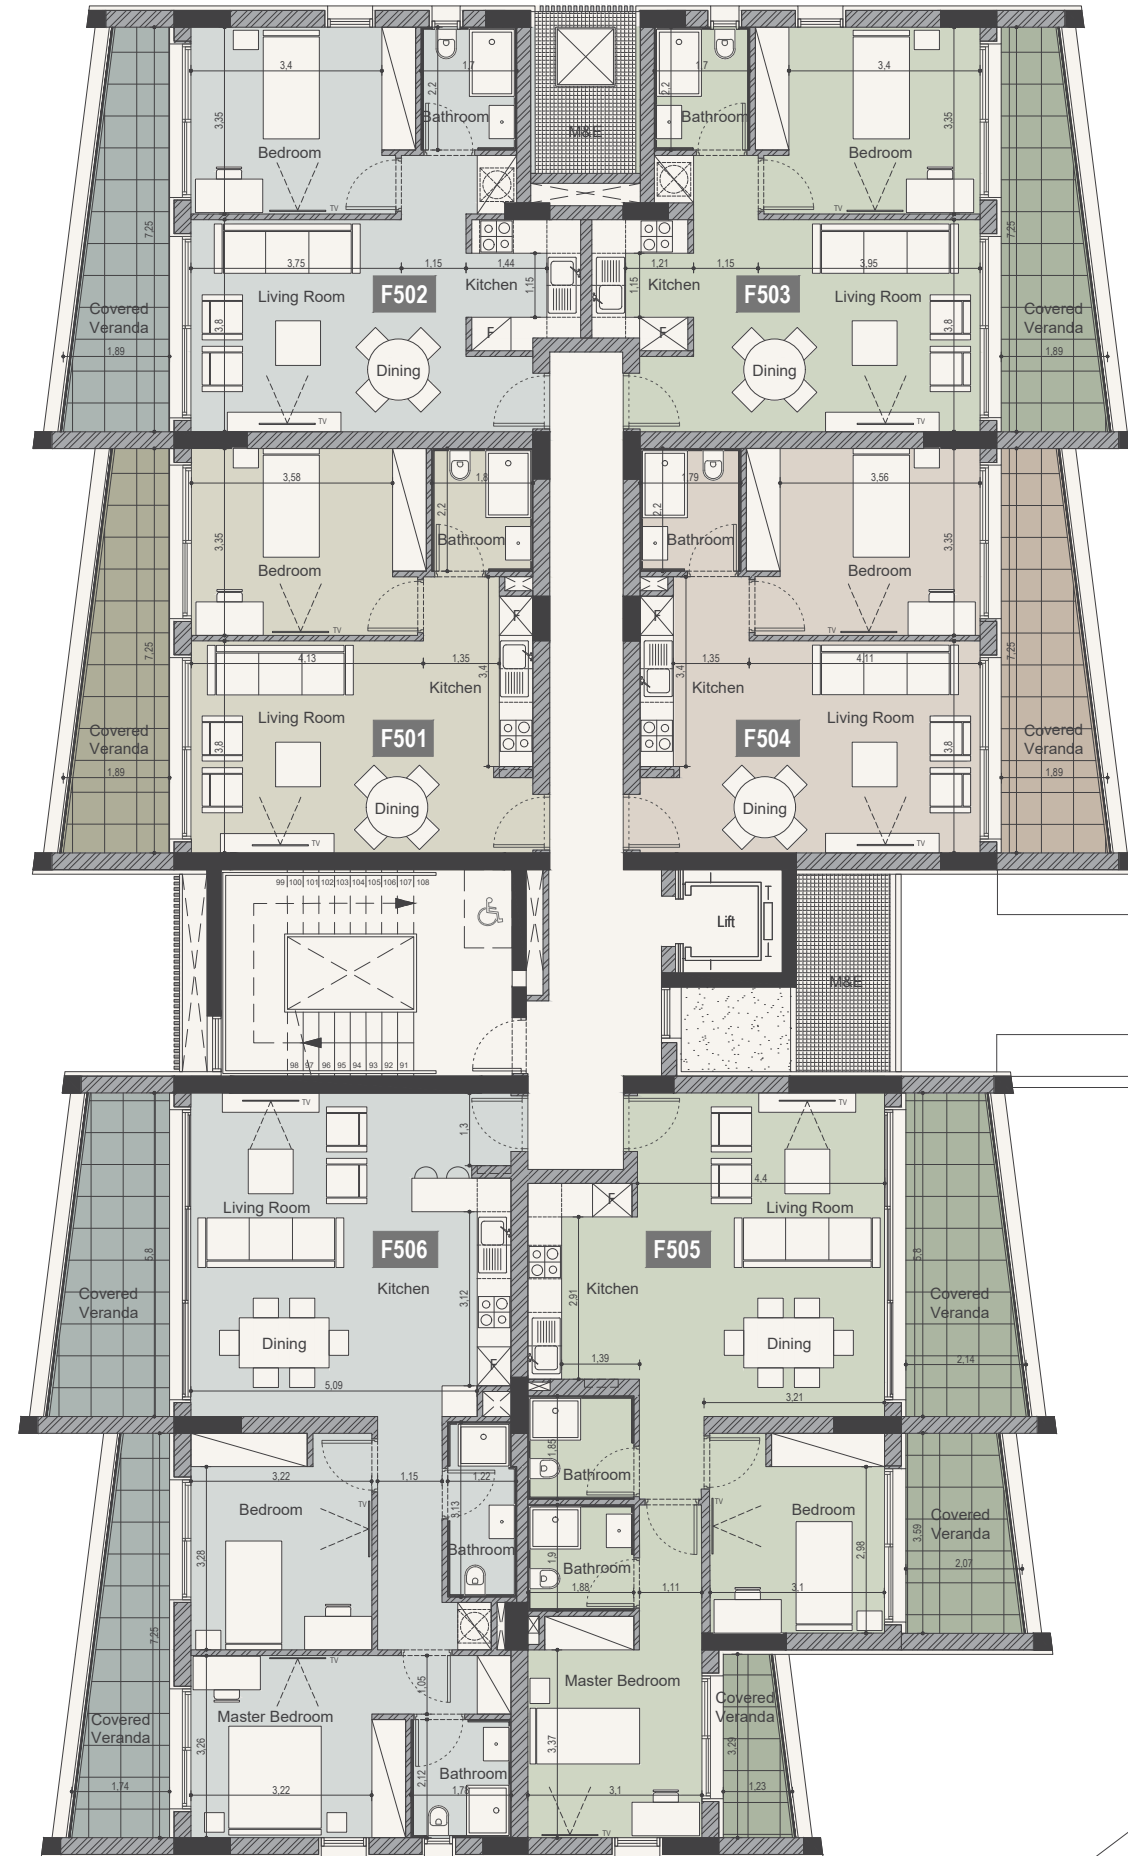 3,4
1,7
2,2
3,35
Bathroom
Bedroom
TV
M&E
1,7
2,2
3,4
3,35
Bathroom
Bedroom
TV
7,25
3,75
1,15
1,44
1,15
Kitchen
F502
Living Room
3,8
Covered
Veranda
1,89
Dining
F
TV
1,21
1,15
3,95
1,15
Kitchen
F503
Living Room
3,8
7,25
Covered
Veranda
1,89
Dining
F
TV
3,58
1,8
2,2
3,35
Bathroom
Bedroom
TV
1,79
2,2
3,56
3,35
Bathroom
Bedroom
TV
F
7,25
4,13
1,35
3,4
Kitchen
Living Room
F501
3,8
Covered
Veranda
1,89
Dining
TV
F
1,35
3,4
4,11
7,25
Kitchen
Living Room
F504
3,8
Covered
Veranda
1,89
Dining
TV
99 100 101 102 103 104 105 106 107 108
Lift
M&E
98 97 96 95 94 93 92 91
TV
1,3
Living Room
F506
5,8
Kitchen
Covered
Veranda
3,12
Dining
F
5,09
TV
4,4
F
Living Room
F505
5,8
Kitchen
2,91
Covered
Veranda
Dining
1,39
2,14
3,21
3,22
1,15
1,22
TV
Bedroom
3,13
3,28
Bathroom
7,25
1,85
Bathroom
1,9
Bathroom
1,88
1,11
TV
Bedroom
2,98
3,1
3,59
Covered
Veranda
2,07
TV
1,05
Master Bedroom
Covered
Veranda
3,26
Bathroom
2,12
1,74
3,22
1,78
Master Bedroom
3,37
3,1
TV
Covered
Veranda
3,29
1,23